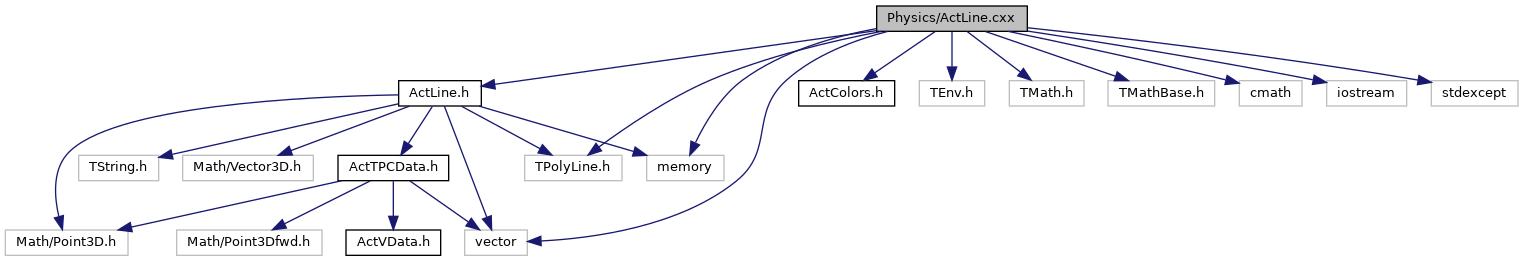 Physics/ActLine.cxx
ActLine.h
ActColors.h
TEnv.h
TMath.h
TMathBase.h
cmath
iostream
stdexcept
TString.h
Math/Vector3D.h
ActTPCData.h
TPolyLine.h
memory
Math/Point3D.h
Math/Point3Dfwd.h
ActVData.h
vector